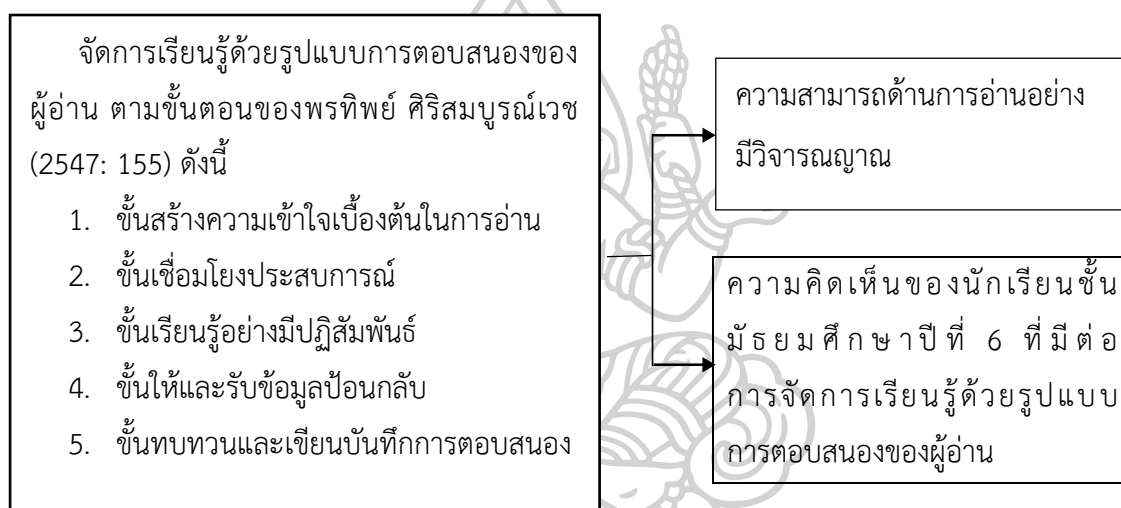 จัดการเรียนรู้ด้วยรูปแบบการตอบสนองของ
ผู้อ่าน ตามขั้นตอนของพรทิพย์ ศิริสมบูรณ์เวช
(2547: 155) ดังนี้
1. ขั้นสร้างความเข้าใจเบื้องต้นในการอ่าน
2. ขั้นเชื่อมโยงประสบการณ์
3. ขั้นเรียนรู้อย่างมีปฏิสัมพันธ์
4. ขั้นให้และรับข้อมูลป้อนกลับ
5. ขั้นทบทวนและเขียนบันทึกการตอบสนอง
ความสามารถด้านการอ่านอย่าง
มีวิจารณญาณ
ความคิดเห็นของนักเรียนชั้น
มัธยมศึกษาปีที่ 6 ที่มีต่อ
การจัดการเรียนรู้ด้วยรูปแบบ
การตอบสนองของผู้อ่าน